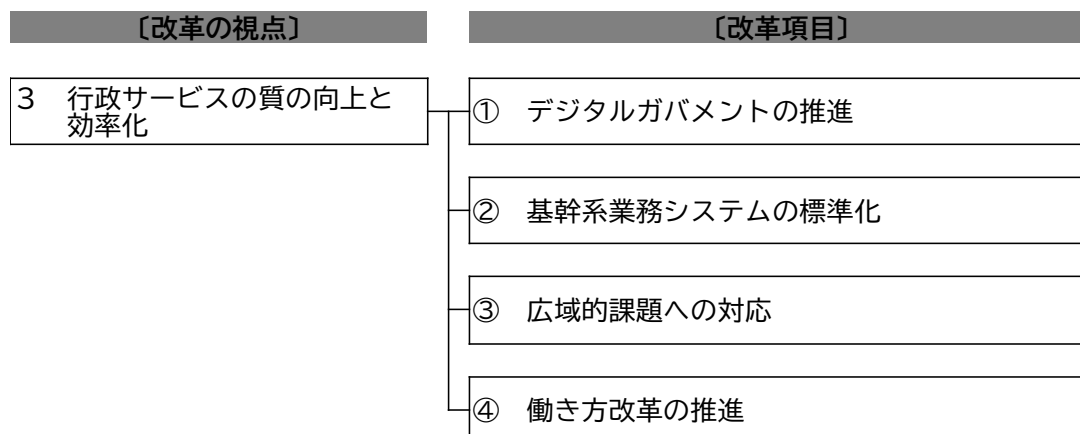 〔改革の視点〕
〔改革項目〕
３　行政サービスの質の向上と
効率化
①　デジタルガバメントの推進
②　基幹系業務システムの標準化
③　広域的課題への対応
④　働き方改革の推進